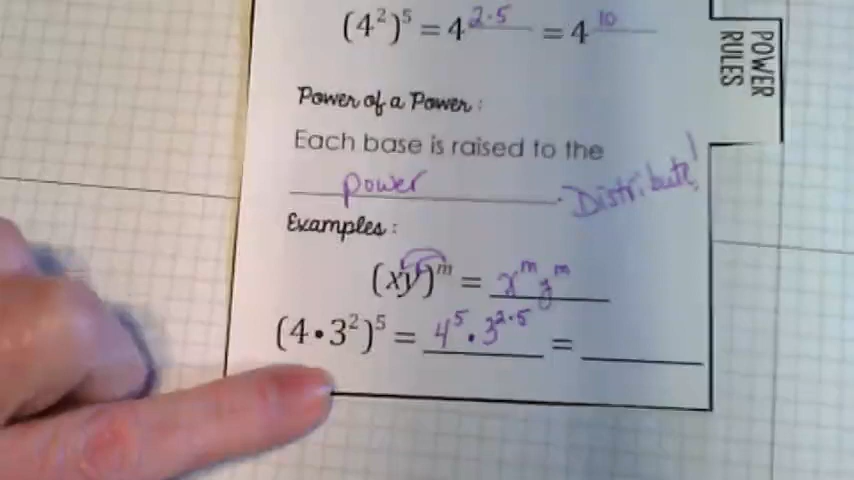 (4²)⁵ = 4^2·5 = 4^10
POWER RULES
Power of a Power :
Each base is raised to the
power . Distribute!
Examples :
(xy)^m = x^m y^m
(4•3²)⁵ = 4⁵ • 3^2·5 = ______